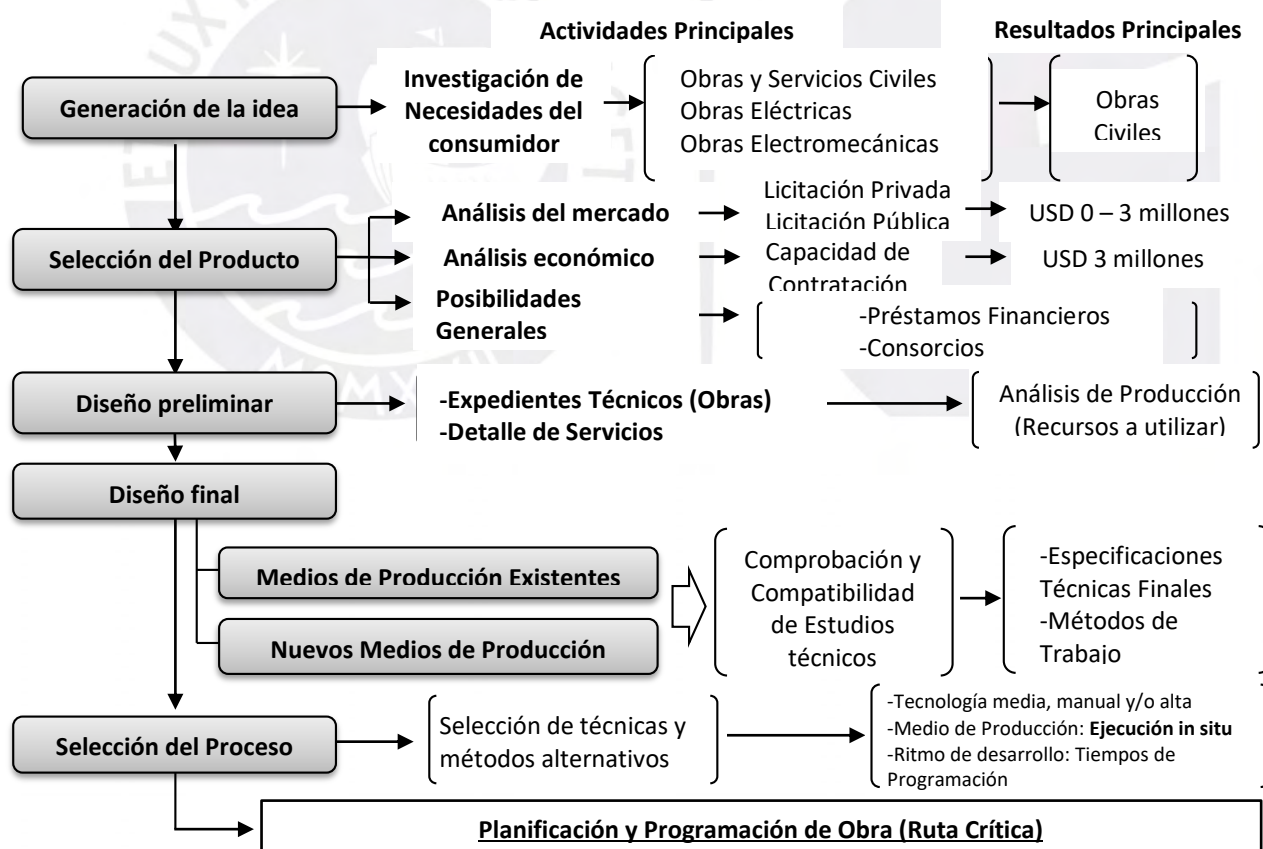 Actividades Principales
Resultados Principales
Generación de la idea
Investigación de
Necesidades del
consumidor
Obras y Servicios Civiles
Obras Eléctricas
Obras Electromecánicas
Obras
Civiles
Selección del Producto
Análisis del mercado
Licitación Privada
Licitación Pública
USD 0 – 3 millones
Análisis económico
Capacidad de
Contratación
USD 3 millones
Posibilidades
Generales
-Préstamos Financieros
-Consorcios
Diseño preliminar
-Expedientes Técnicos (Obras)
-Detalle de Servicios
Análisis de Producción
(Recursos a utilizar)
Diseño final
Medios de Producción Existentes
Nuevos Medios de Producción
Comprobación y
Compatibilidad
de Estudios
técnicos
-Especificaciones
Técnicas Finales
-Métodos de
Trabajo
Selección del Proceso
Selección de técnicas y
métodos alternativos
-Tecnología media, manual y/o alta
-Medio de Producción: Ejecución in situ
-Ritmo de desarrollo: Tiempos de
Programación
Planificación y Programación de Obra (Ruta Crítica)